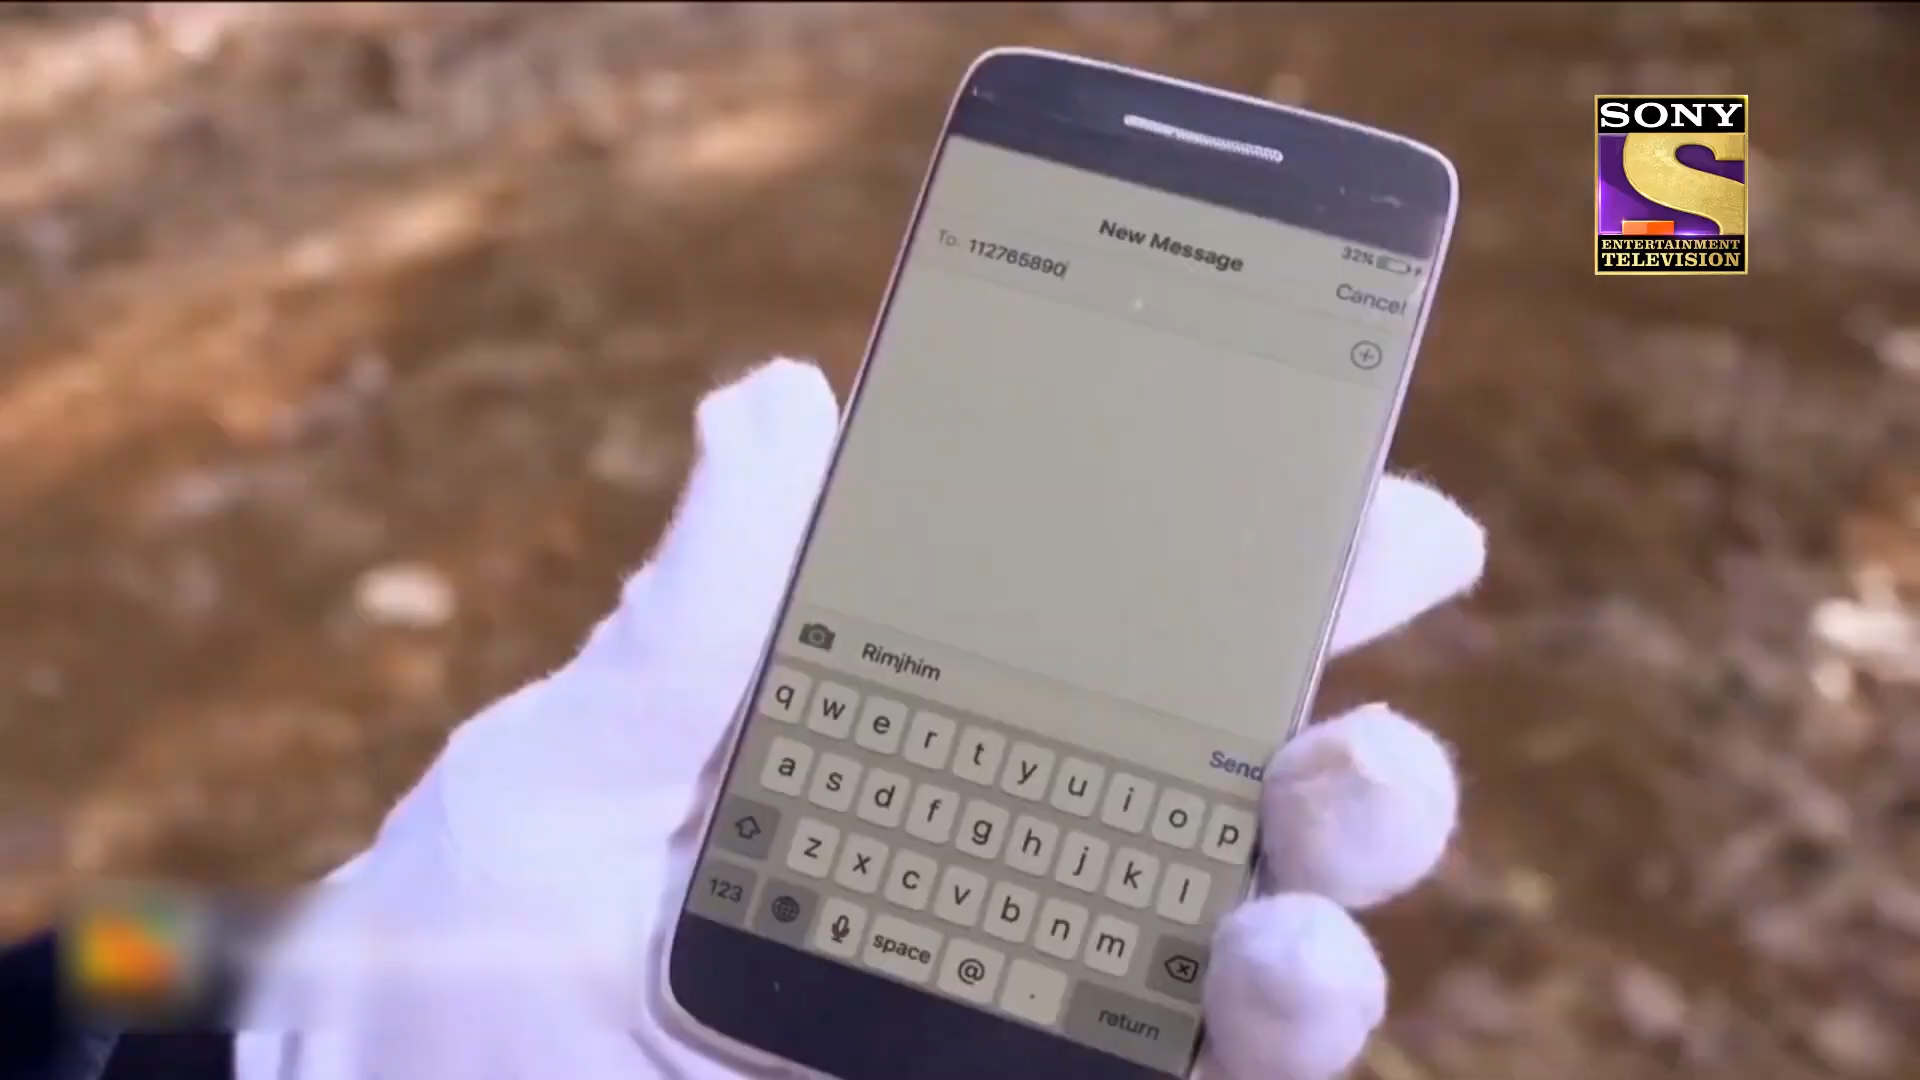 SONY
ENTERTAINMENT
TELEVISION
New Message
32%
To: 112765890
Cancel
Rimjhim
Send
q w e r t y u i o p
a s d f g h j k l
z x c v b n m
123 space @ . return